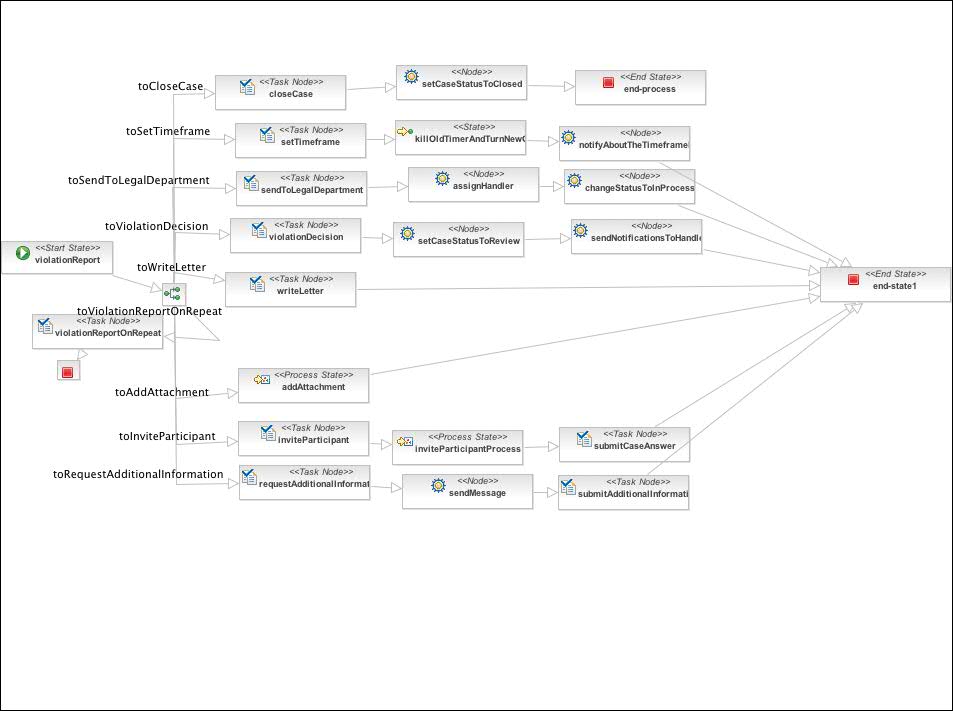 toCloseCase
<<Task Node>>
closeCase
<<Node>>
setCaseStatusToClosed
<<End State>>
end-process
toSetTimeframe
<<Task Node>>
setTimeframe
<<State>>
killOldTimerAndTurnNew
<<Node>>
notifyAboutTheTimeframe
toSendToLegalDepartment
<<Task Node>>
sendToLegalDepartment
<<Node>>
assignHandler
<<Node>>
changeStatusToInProcess
toViolationDecision
<<Task Node>>
violationDecision
<<Node>>
setCaseStatusToReview
<<Node>>
sendNotificationsToHandl
<<Start State>>
violationReport
toWriteLetter
<<Task Node>>
writeLetter
<<End State>>
end-state1
toViolationReportOnRepeat
<<Task Node>>
violationReportOnRepeat
toAddAttachment
<<Process State>>
addAttachment
toInviteParticipant
<<Task Node>>
inviteParticipant
<<Process State>>
inviteParticipantProcess
<<Task Node>>
submitCaseAnswer
toRequestAdditionalInformation
<<Task Node>>
requestAdditionalInformat
<<Node>>
sendMessage
<<Task Node>>
submitAdditionalInformati